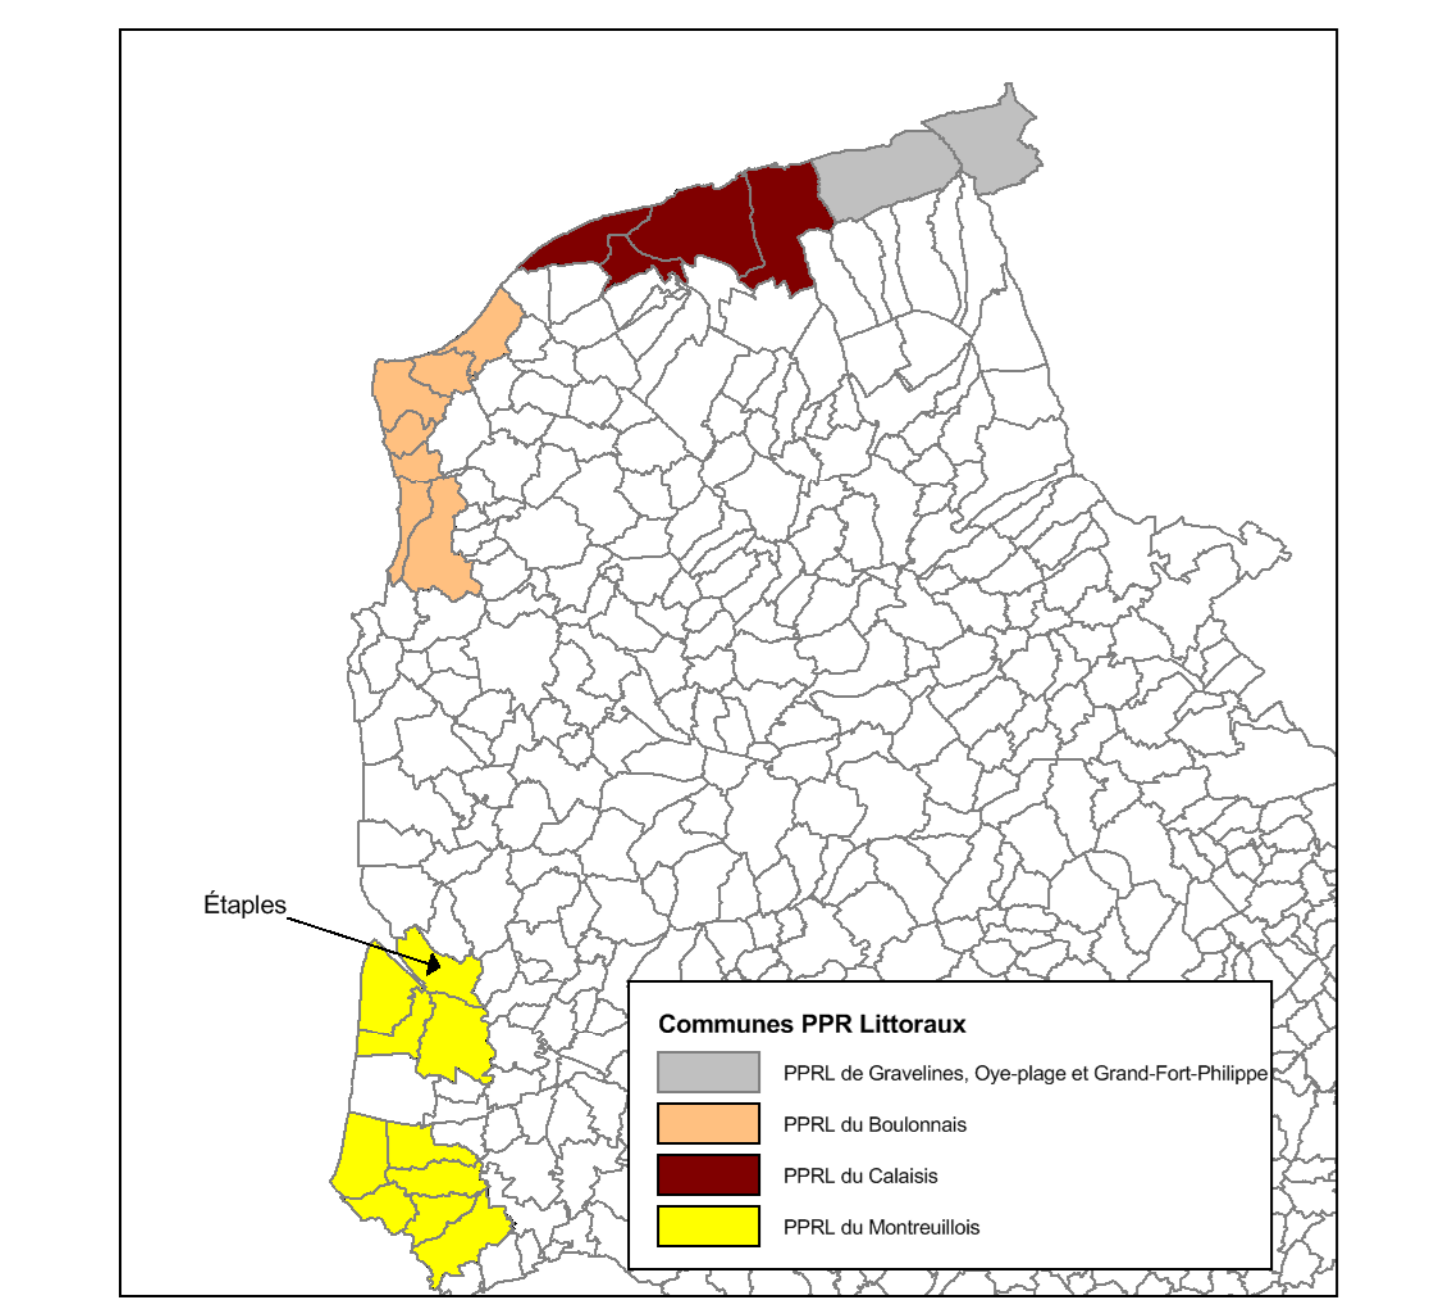 Étaples
Communes PPR Littoraux
PPRL de Gravelines, Oye-plage et Grand-Fort-Philippe
PPRL du Boulonnais
PPRL du Calaisis
PPRL du Montreuillois